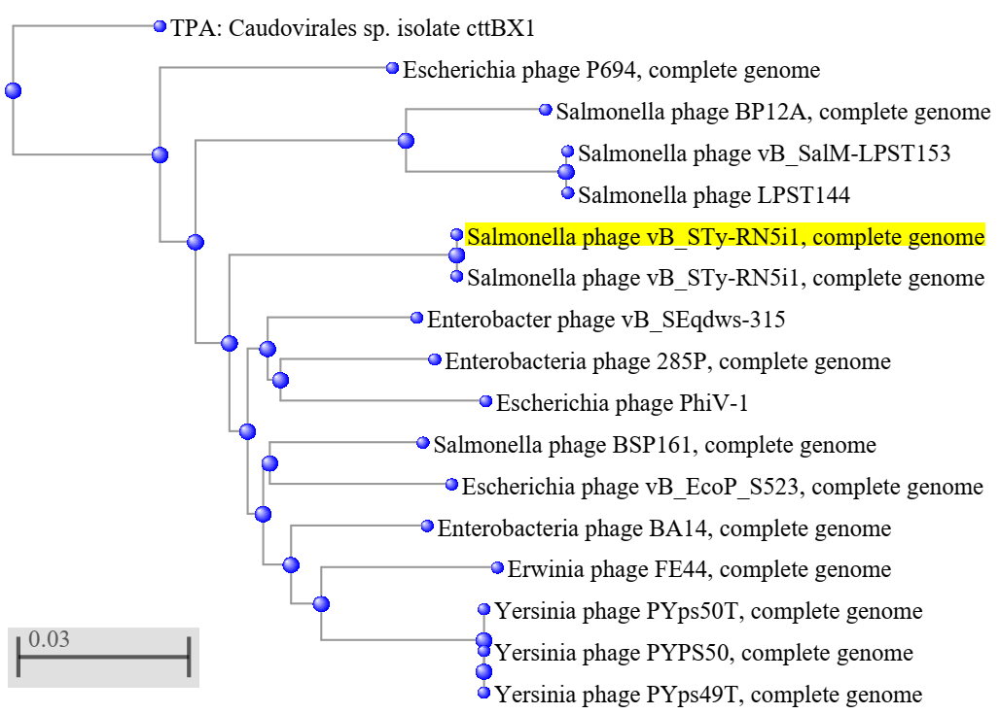 TPA: Caudovirales sp. isolate cttBX1
Escherichia phage P694, complete genome
Salmonella phage BP12A, complete genome
Salmonella phage vB_SalM-LPST153
Salmonella phage LPST144
Salmonella phage vB_STy-RN5i1, complete genome
Salmonella phage vB_STy-RN5i1, complete genome
Enterobacter phage vB_SEqdws-315
Enterobacteria phage 285P, complete genome
Escherichia phage PhiV-1
Salmonella phage BSP161, complete genome
Escherichia phage vB_EcoP_S523, complete genome
Enterobacteria phage BA14, complete genome
Erwinia phage FE44, complete genome
Yersinia phage PYps50T, complete genome
0.03
Yersinia phage PYPS50, complete genome
Yersinia phage PYps49T, complete genome